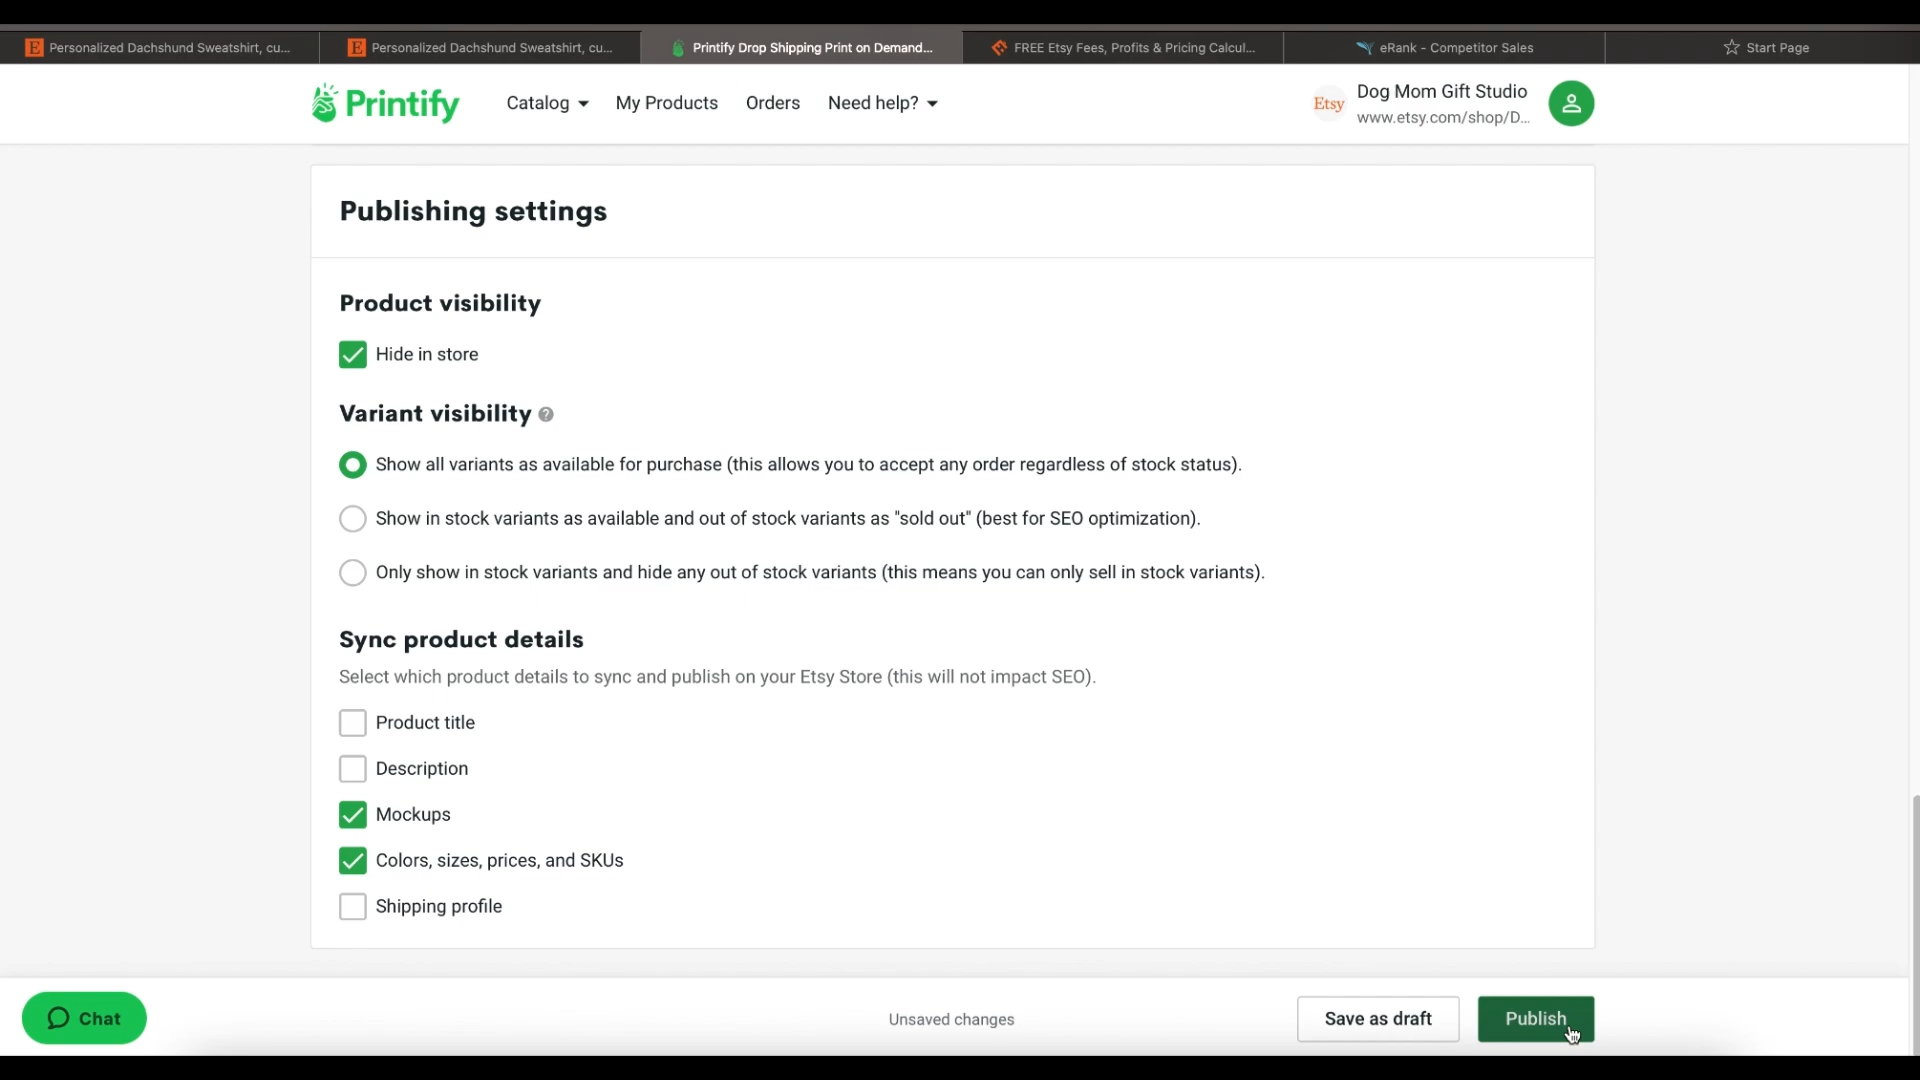 E Personalized Dachshund Sweatshirt, cu...
E Personalized Dachshund Sweatshirt, cu...
Printify Drop Shipping Print on Demand...
FREE Etsy Fees, Profits & Pricing Calcul...
eRank - Competitor Sales
Start Page
Printify
Catalog
My Products
Orders
Need help?
Etsy
Dog Mom Gift Studio
www.etsy.com/shop/D...
Publishing settings
Product visibility
Hide in store
Variant visibility ?
Show all variants as available for purchase (this allows you to accept any order regardless of stock status).
Show in stock variants as available and out of stock variants as "sold out" (best for SEO optimization).
Only show in stock variants and hide any out of stock variants (this means you can only sell in stock variants).
Sync product details
Select which product details to sync and publish on your Etsy Store (this will not impact SEO).
Product title
Description
Mockups
Colors, sizes, prices, and SKUs
Shipping profile
Chat
Unsaved changes
Save as draft
Publish